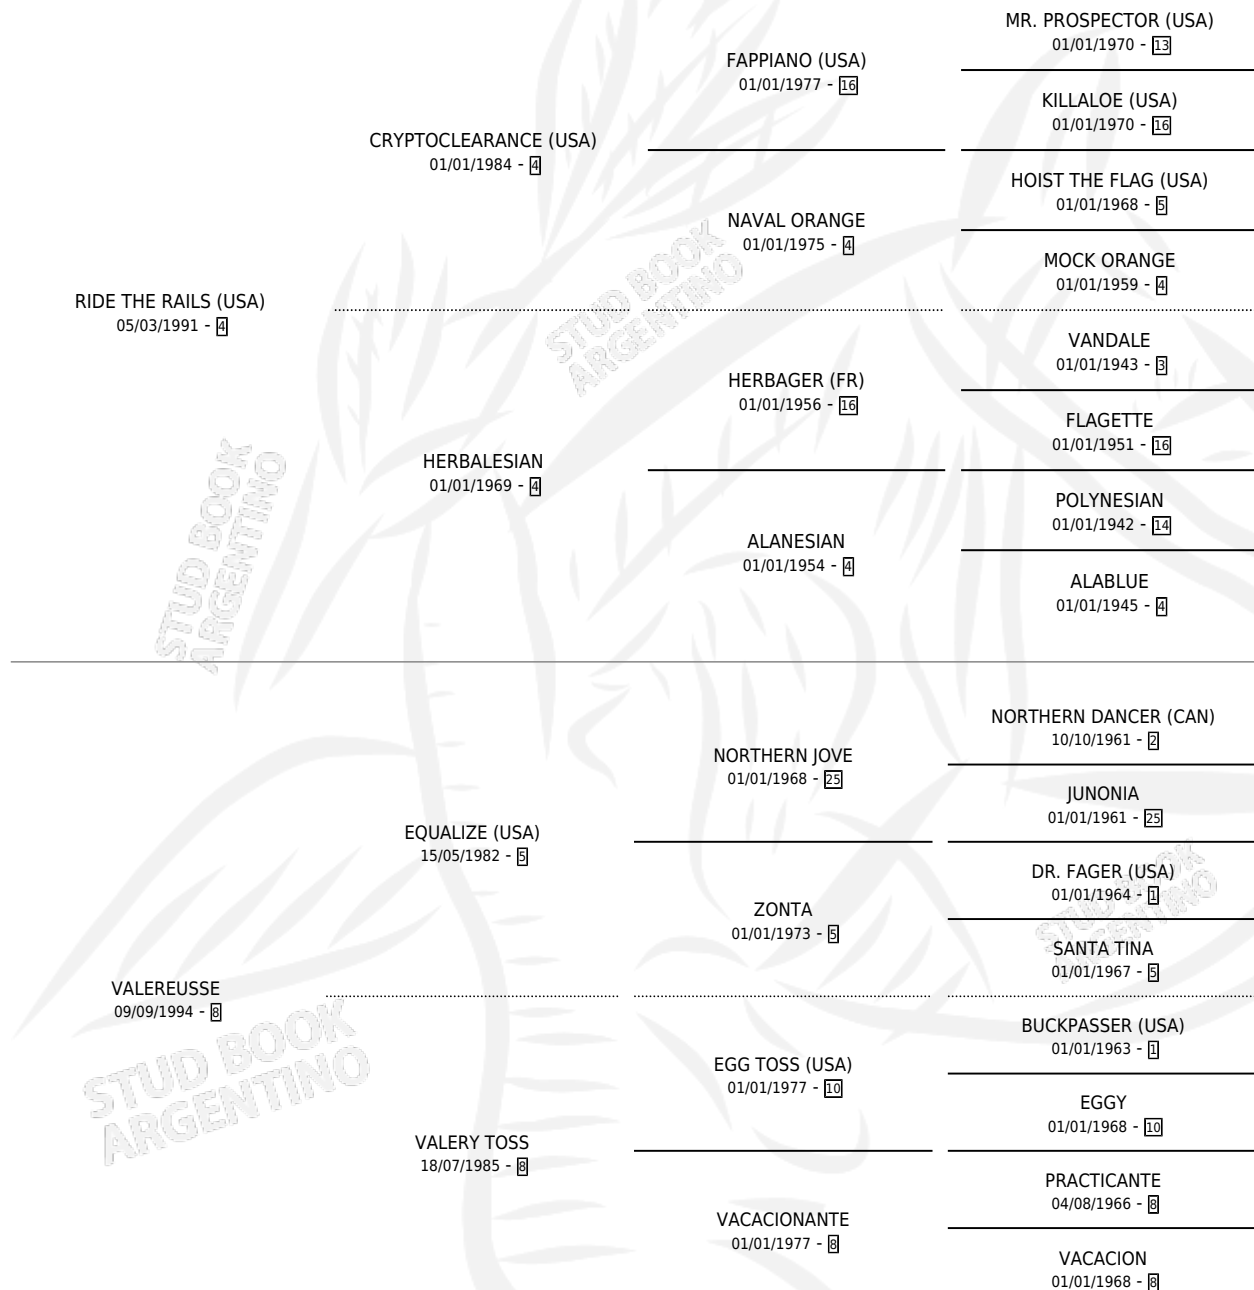 MR. PROSPECTOR (USA)
01/01/1970 - 13
FAPPIANO (USA)
01/01/1977 - 16
KILLALOE (USA)
01/01/1970 - 16
CRYPTOCLEARANCE (USA)
01/01/1984 - 4
HOIST THE FLAG (USA)
01/01/1968 - 5
NAVAL ORANGE
01/01/1975 - 4
MOCK ORANGE
01/01/1959 - 4
RIDE THE RAILS (USA)
05/03/1991 - 4
VANDALE
01/01/1943 - 3
HERBAGER (FR)
01/01/1956 - 16
FLAGETTE
01/01/1951 - 16
HERBALESIAN
01/01/1969 - 4
POLYNESIAN
01/01/1942 - 14
ALANESIAN
01/01/1954 - 4
ALABLUE
01/01/1945 - 4
NORTHERN DANCER (CAN)
10/10/1961 - 2
NORTHERN JOVE
01/01/1968 - 25
JUNONIA
01/01/1961 - 25
EQUALIZE (USA)
15/05/1982 - 5
DR. FAGER (USA)
01/01/1964 - 1
ZONTA
01/01/1973 - 5
SANTA TINA
01/01/1967 - 5
VALEREUSSE
09/09/1994 - 8
BUCKPASSER (USA)
01/01/1963 - 1
EGG TOSS (USA)
01/01/1977 - 10
EGGY
01/01/1968 - 10
VALERY TOSS
18/07/1985 - 8
PRACTICANTE
04/08/1966 - 8
VACACIONANTE
01/01/1977 - 8
VACACION
01/01/1968 - 8
STUD BOOK
ARGENTINO
STUD BOOK
ARGENTINO
STUD BOOK
ARGENTINO
STUD BOOK
ARGENTINO